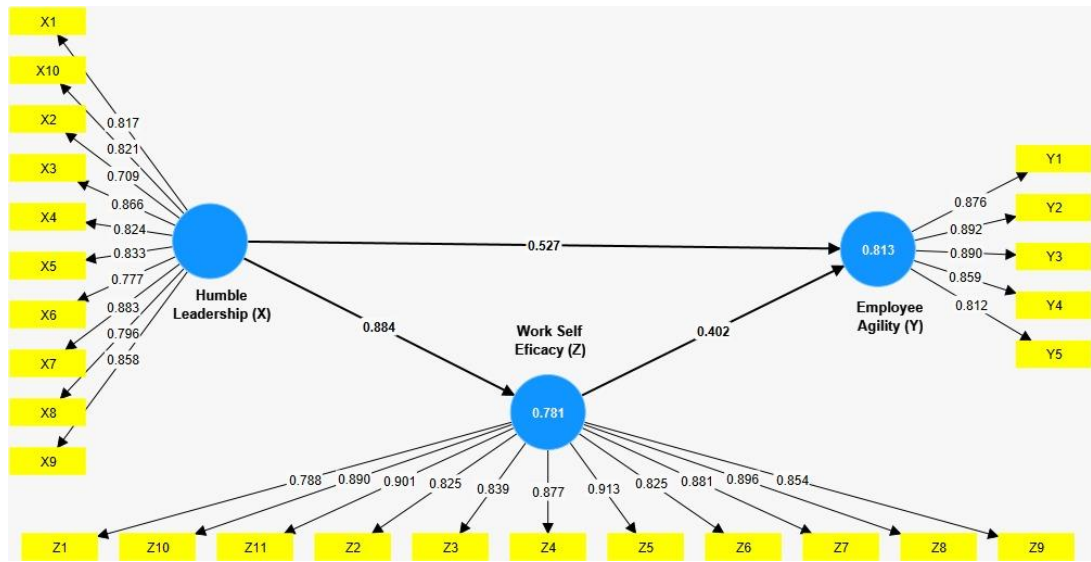 X1
X10
X2
X3
X4
X5
X6
X7
X8
X9
0.817
0.821
0.709
0.866
0.824
0.833
0.777
0.883
0.796
0.858
Humble
Leadership (X)
0.527
0.884
0.402
Work Self
Eficacy (Z)
0.781
0.813
Employee
Agility (Y)
0.876
0.892
0.890
0.859
0.812
Y1
Y2
Y3
Y4
Y5
0.788
0.890
0.901
0.825
0.839
0.877
0.913
0.825
0.881
0.896
0.854
Z1
Z10
Z11
Z2
Z3
Z4
Z5
Z6
Z7
Z8
Z9